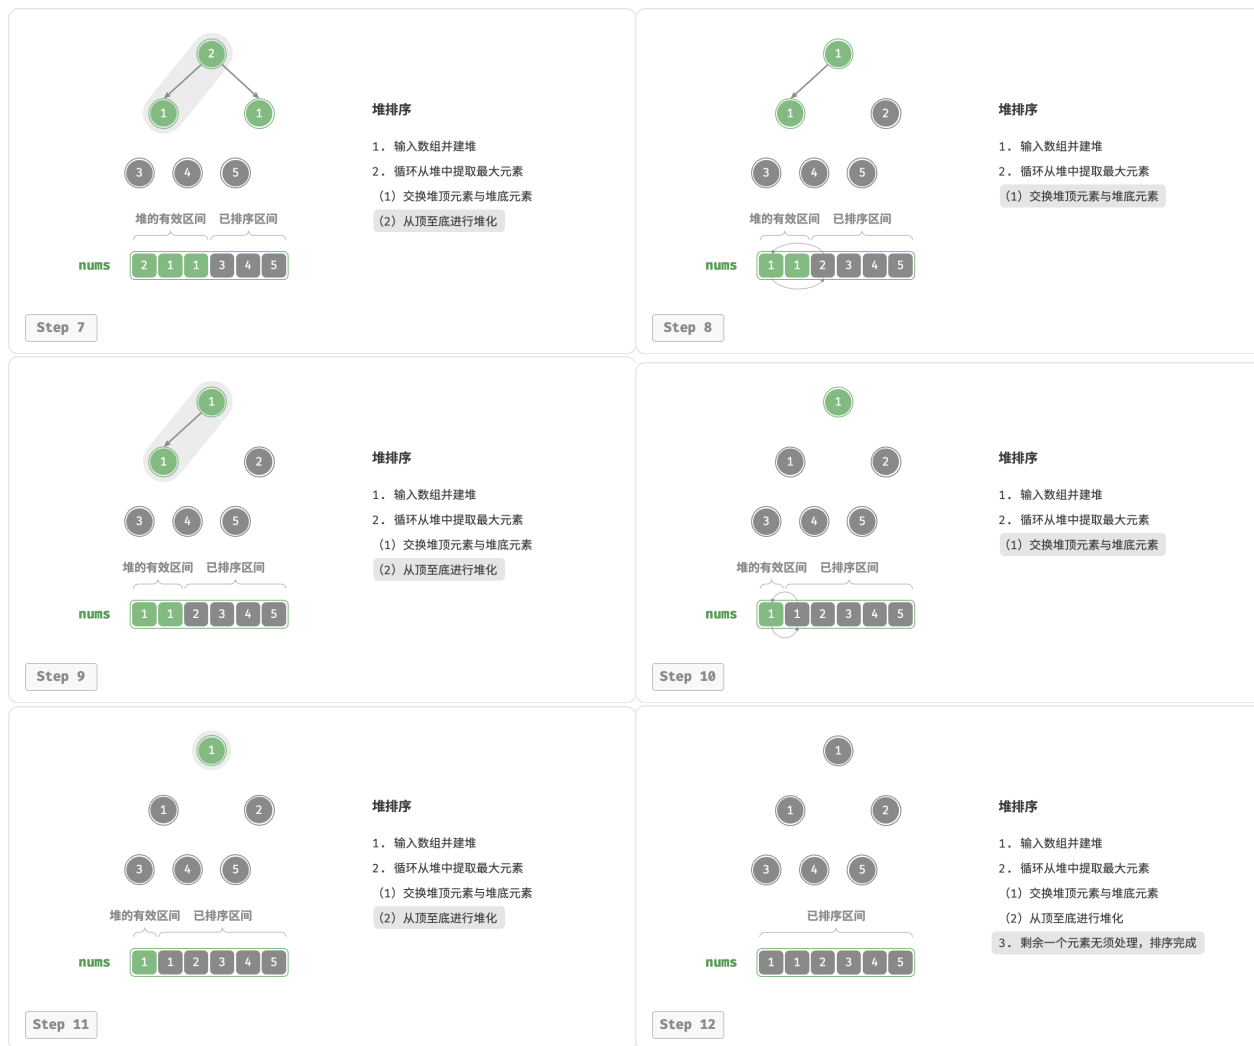 2
1 1
3 4 5
堆的有效区间 已排序区间
nums 2 1 1 3 4 5
堆排序
1. 输入数组并建堆
2. 循环从堆中提取最大元素
（1）交换堆顶元素与堆底元素
（2）从顶至底进行堆化
Step 7
1
1 2
3 4 5
堆的有效区间 已排序区间
nums 1 1 2 3 4 5
堆排序
1. 输入数组并建堆
2. 循环从堆中提取最大元素
（1）交换堆顶元素与堆底元素
Step 8
1
1 2
3 4 5
堆的有效区间 已排序区间
nums 1 1 2 3 4 5
堆排序
1. 输入数组并建堆
2. 循环从堆中提取最大元素
（1）交换堆顶元素与堆底元素
（2）从顶至底进行堆化
Step 9
1
1 2
3 4 5
堆的有效区间 已排序区间
nums 1 1 2 3 4 5
堆排序
1. 输入数组并建堆
2. 循环从堆中提取最大元素
（1）交换堆顶元素与堆底元素
Step 10
1
1 2
3 4 5
堆的有效区间 已排序区间
nums 1 1 2 3 4 5
堆排序
1. 输入数组并建堆
2. 循环从堆中提取最大元素
（1）交换堆顶元素与堆底元素
（2）从顶至底进行堆化
Step 11
1
1 2
3 4 5
已排序区间
nums 1 1 2 3 4 5
堆排序
1. 输入数组并建堆
2. 循环从堆中提取最大元素
（1）交换堆顶元素与堆底元素
（2）从顶至底进行堆化
3. 剩余一个元素无须处理，排序完成
Step 12